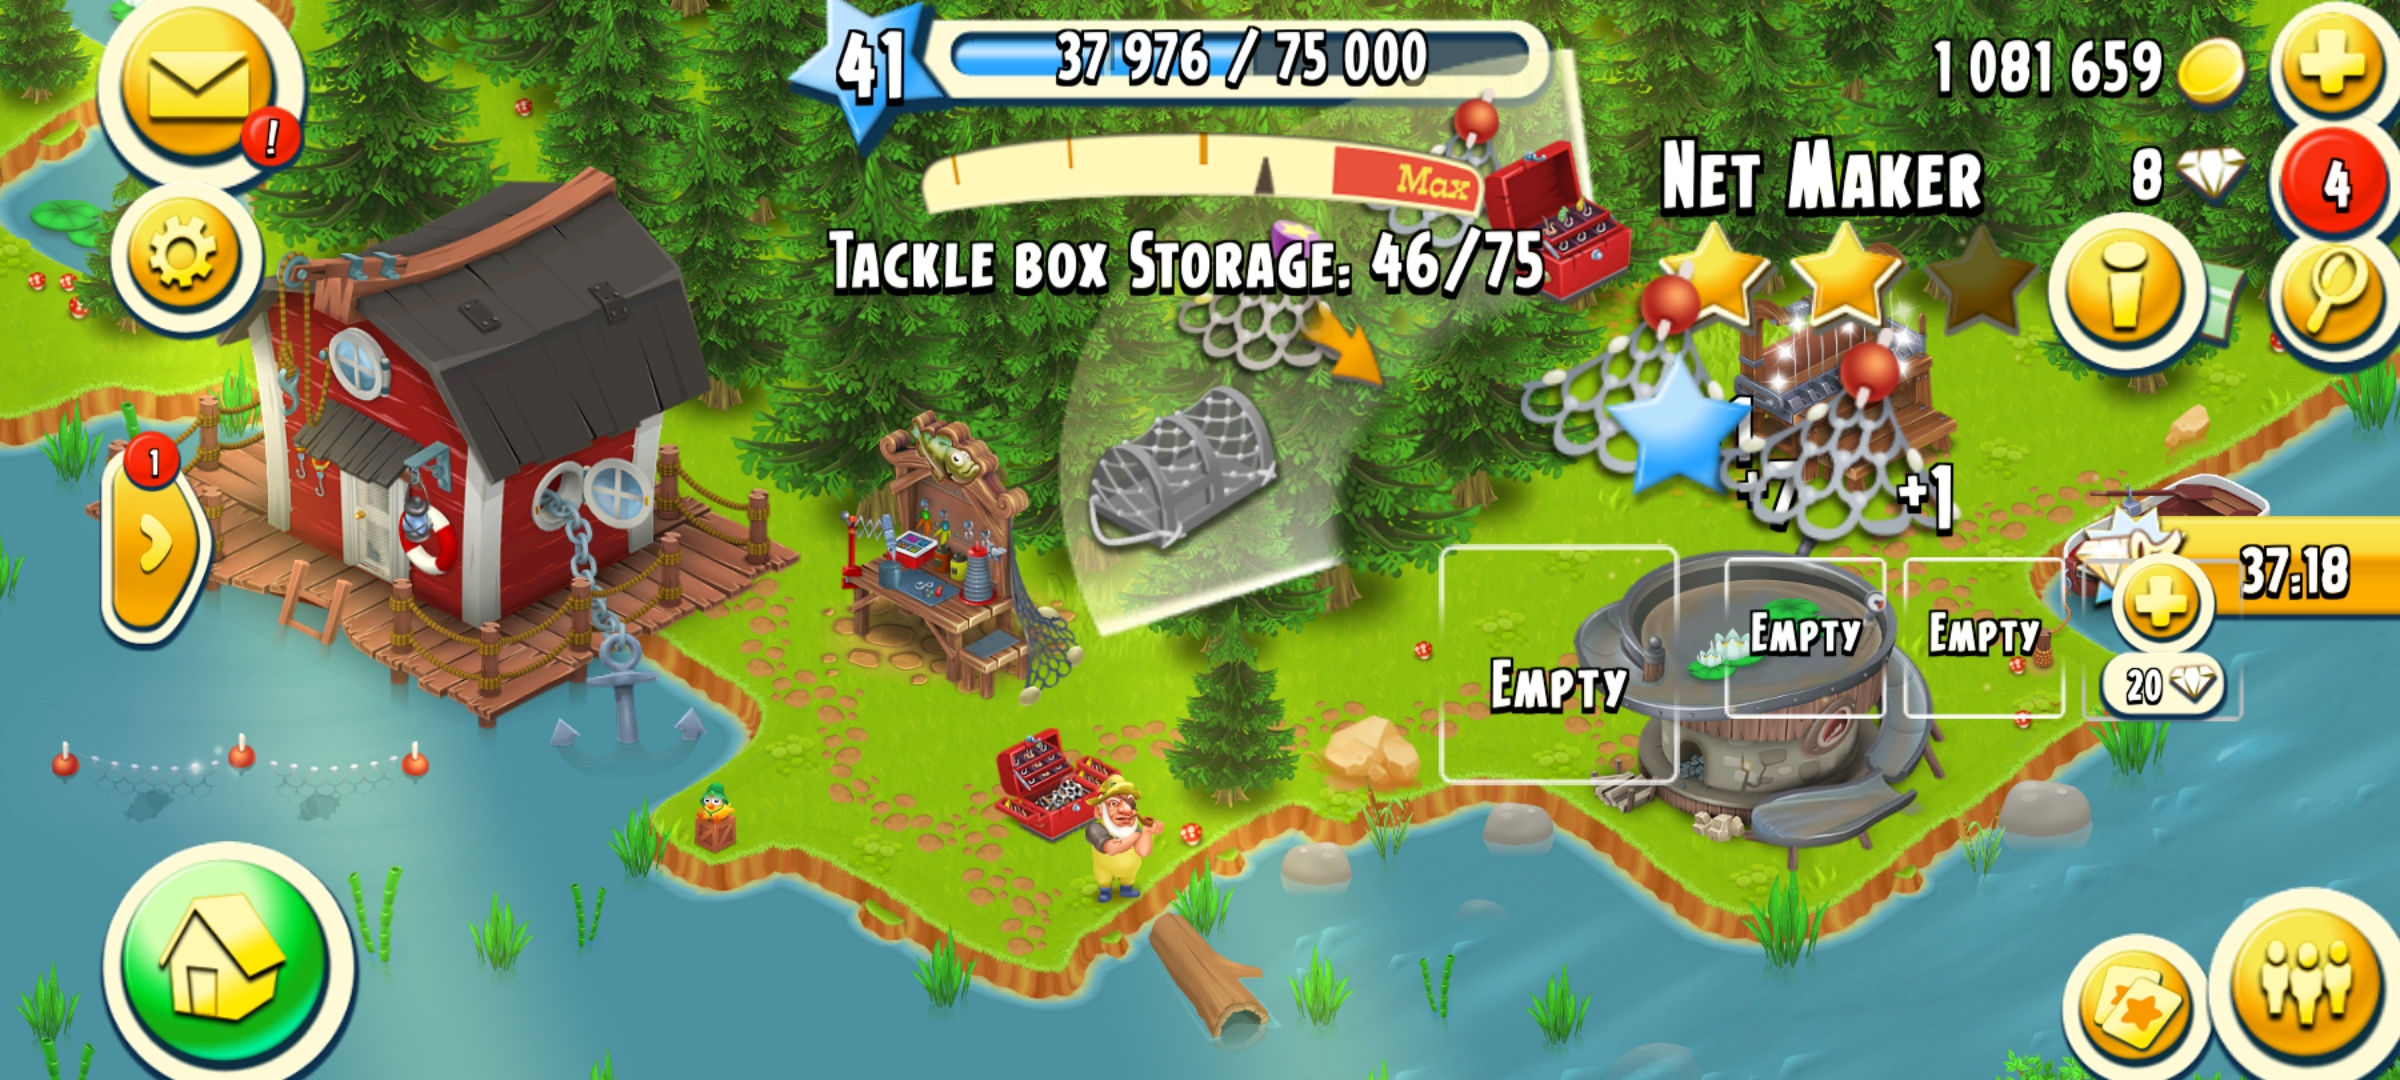 41
37 976 / 75 000
1 081 659
!
Max
NET MAKER
8
4
TACKLE BOX STORAGE: 46/75
1
1
+7
+1
37:18
EMPTY
EMPTY
EMPTY
20